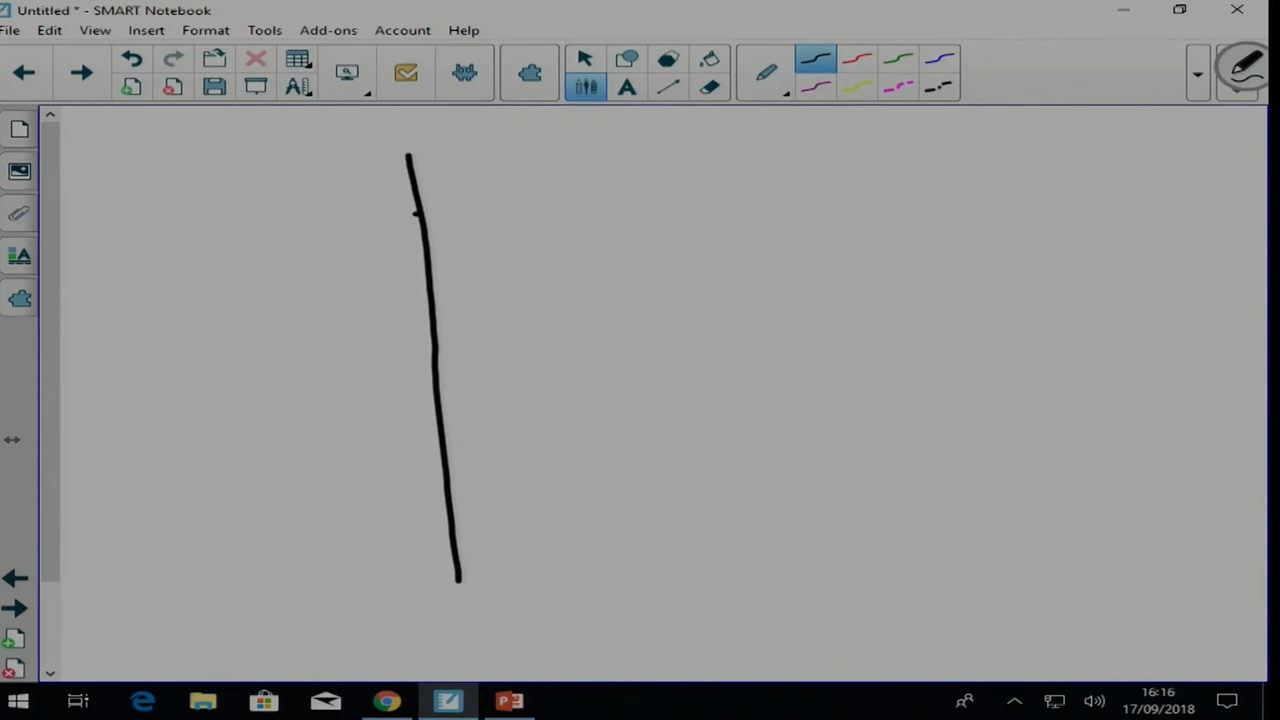 Untitled * - SMART Notebook
File Edit View Insert Format Tools Add-ons Account Help
16:16
17/09/2018